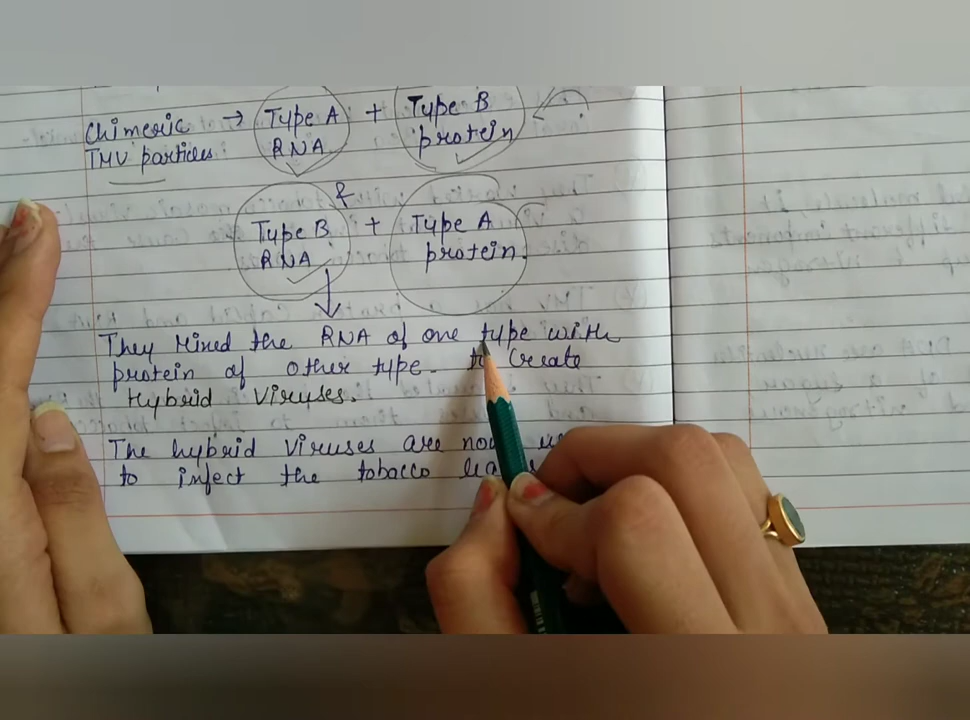 Chimeric → Type A + Type B
TMV particles RNA protein
&
Type B + Type A
RNA protein.
They Mixed the RNA of one type with
protein of other type. to Create
Hybrid Viruses.
The hybrid Viruses are now
to infect the tobacco